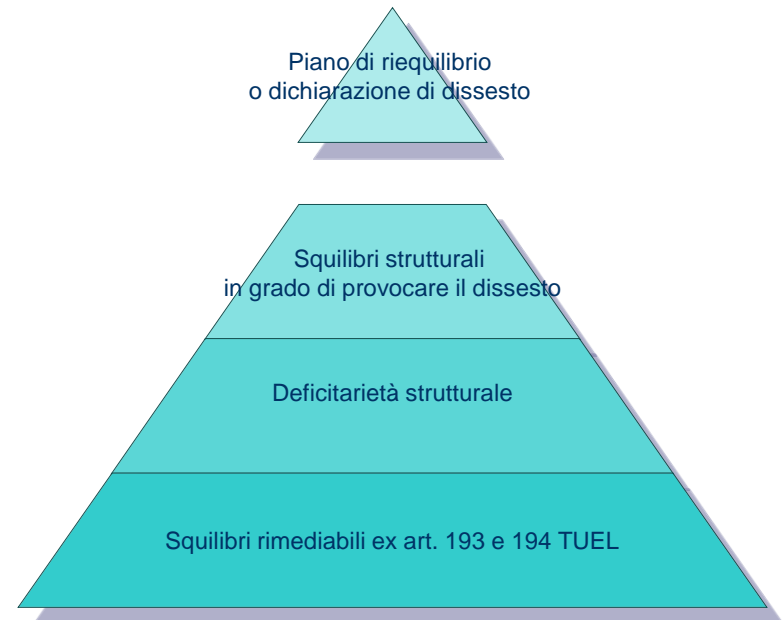 Piano di riequilibrio
o dichiarazione di dissesto
Squilibri strutturali
in grado di provocare il dissesto
Deficitarietà strutturale
Squilibri rimediabili ex art. 193 e 194 TUEL